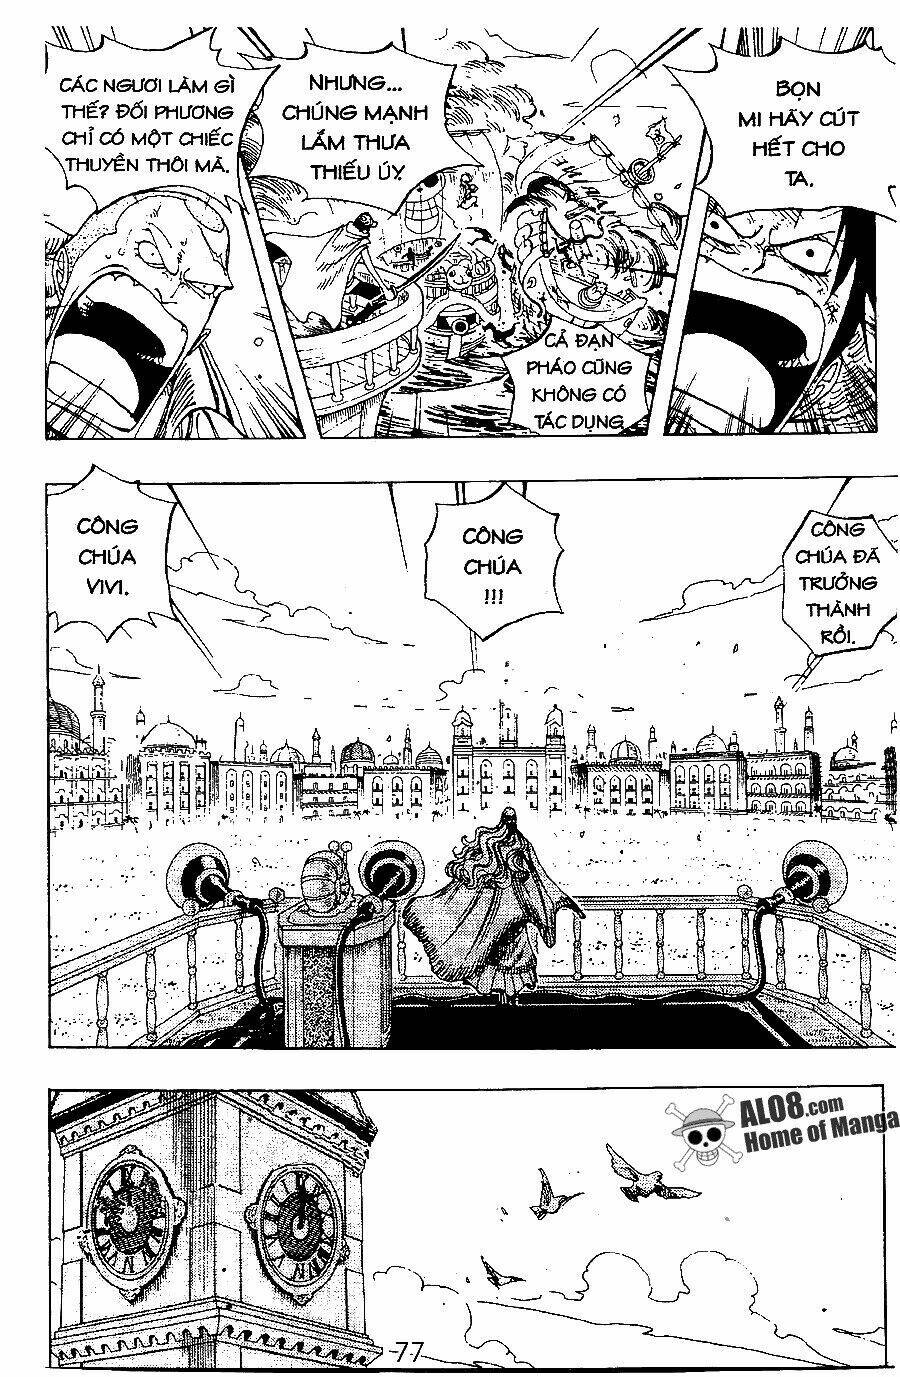 CÁC NGƯƠI LÀM GÌ
THẾ? ĐỐI PHƯƠNG
CHỈ CÓ MỘT CHIẾC
THUYỀN THÔI MÀ.
NHƯNG...
CHÚNG MẠNH
LẮM THƯA
THIẾU ÚY.
CẢ ĐẠN
PHÁO CŨNG
KHÔNG CÓ
TÁC DỤNG
BỌN
MI HÃY CÚT
HẾT CHO
TA.
CÔNG
CHÚA
VIVI.
CÔNG
CHÚA
!!!
CÔNG
CHÚA ĐÃ
TRƯỞNG
THÀNH
RỒI.
ALO8.com
Home of Manga
77